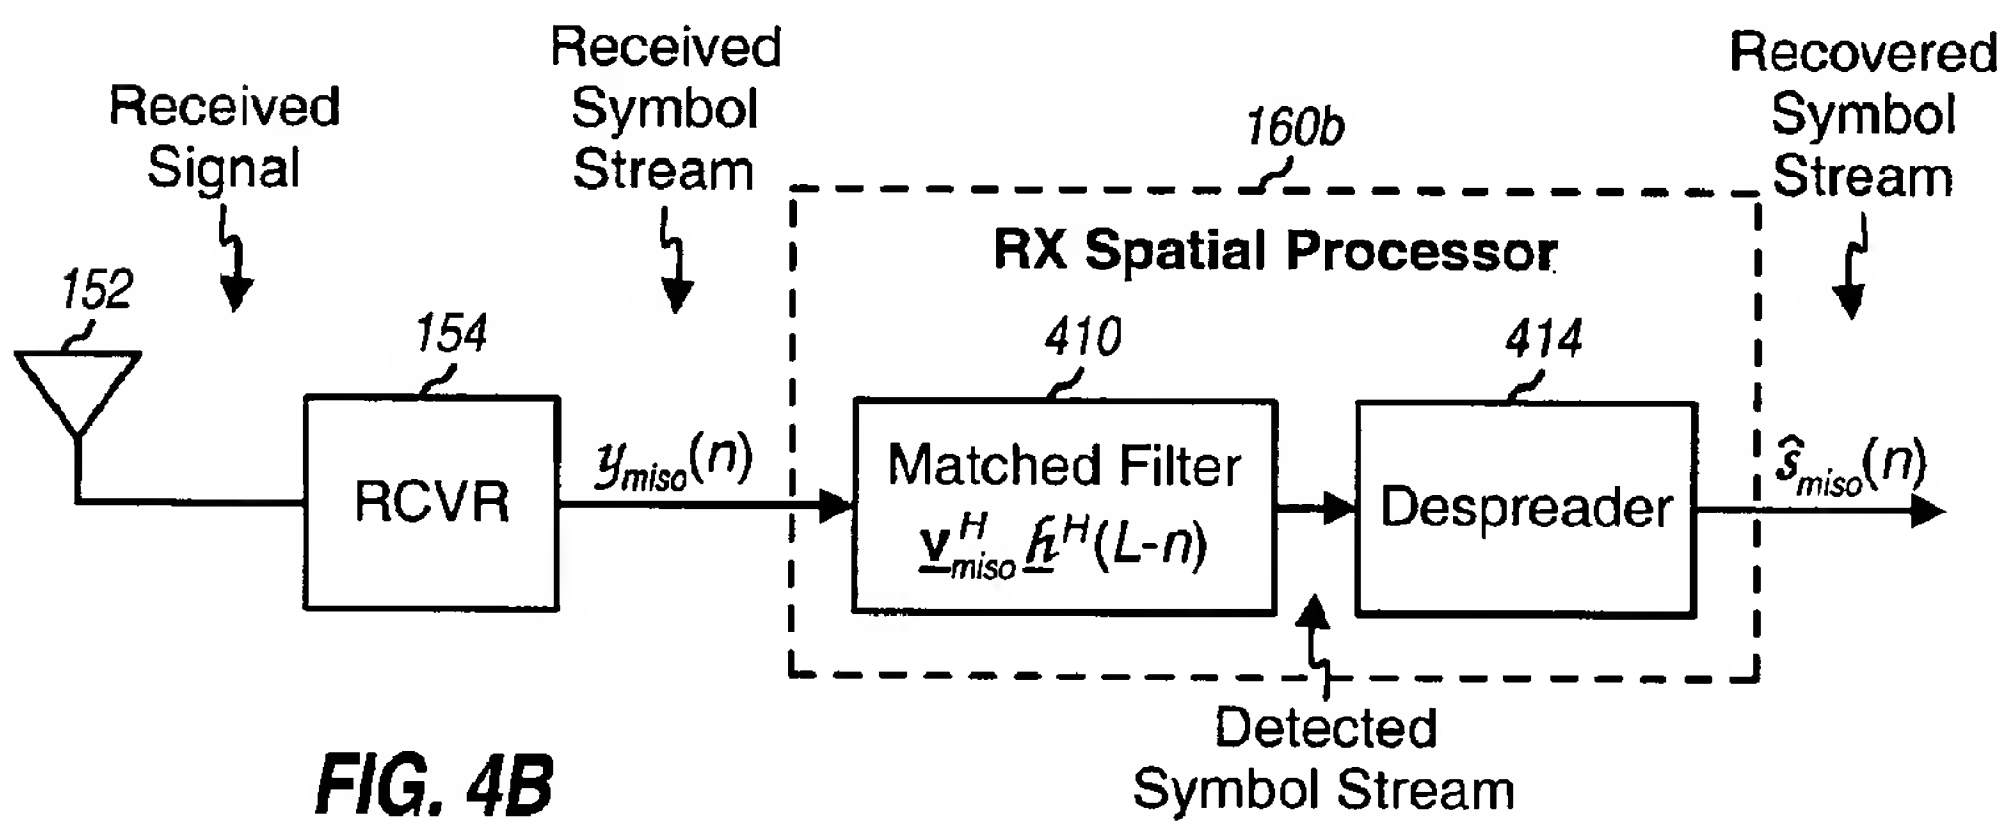 Received
Signal
Received
Symbol
Stream
Recovered
Symbol
Stream
160b
RX Spatial Processor
152
154
410
414
RCVR
y_miso(n)
Matched Filter
v_miso^H h^H(L-n)
Despreader
ŝ_miso(n)
Detected
Symbol Stream
FIG. 4B